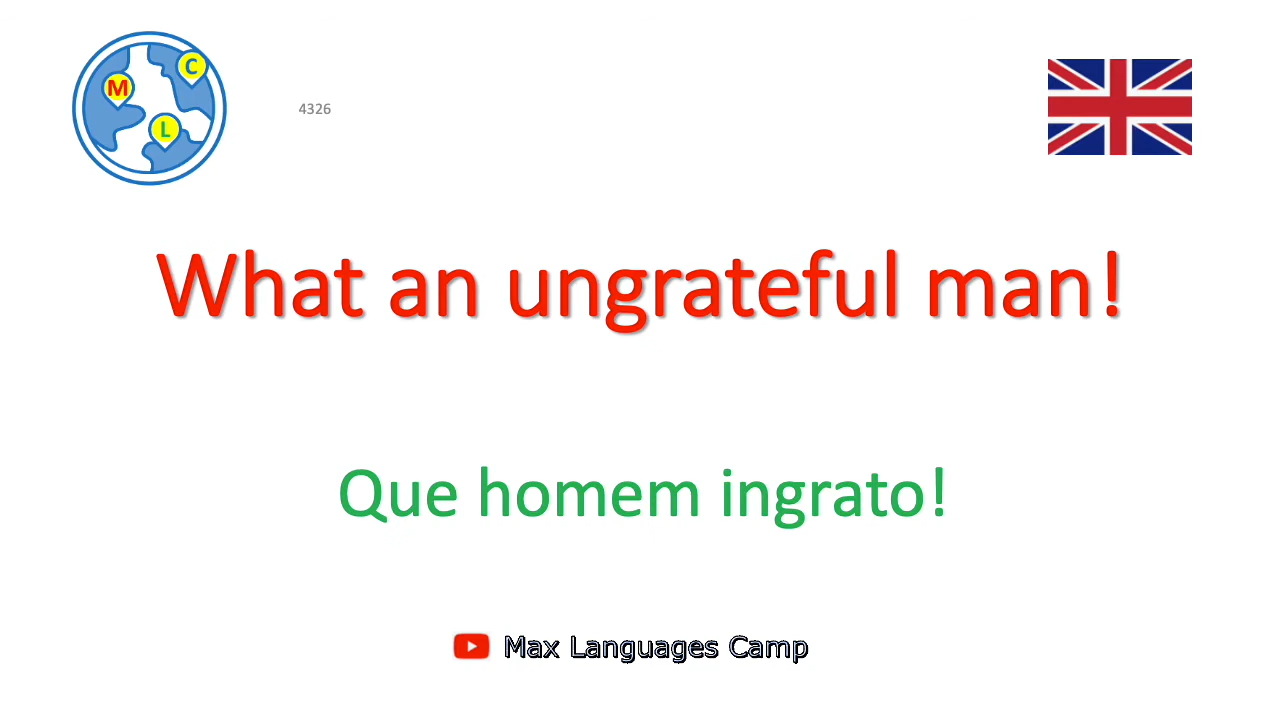 M
C
L
4326
What an ungrateful man!
Que homem ingrato!
Max Languages Camp